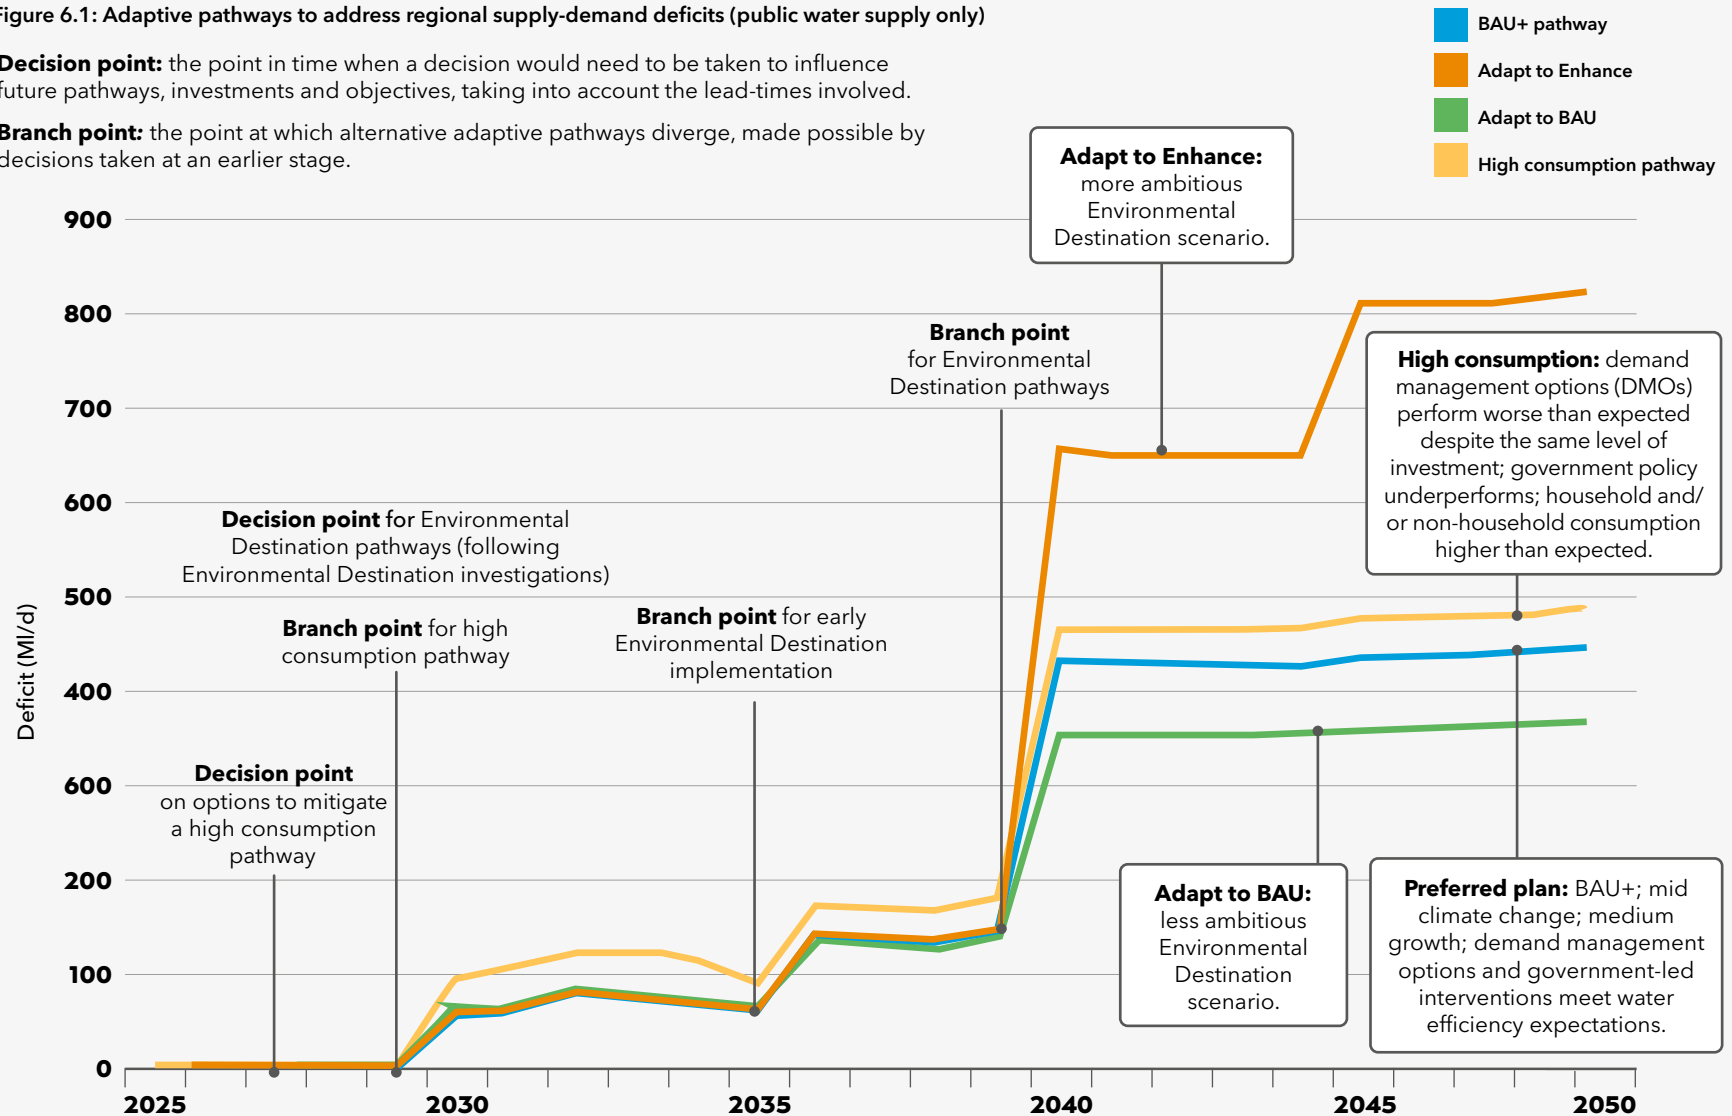 Figure 6.1: Adaptive pathways to address regional supply-demand deficits (public water supply only)
Decision point: the point in time when a decision would need to be taken to influence
future pathways, investments and objectives, taking into account the lead-times involved.
Branch point: the point at which alternative adaptive pathways diverge, made possible by
decisions taken at an earlier stage.
BAU+ pathway
Adapt to Enhance
Adapt to BAU
High consumption pathway
Adapt to Enhance:
more ambitious
Environmental
Destination scenario.
Branch point
for Environmental
Destination pathways
High consumption: demand
management options (DMOs)
perform worse than expected
despite the same level of
investment; government policy
underperforms; household and/
or non-household consumption
higher than expected.
Decision point for Environmental
Destination pathways (following
Environmental Destination investigations)
Branch point for high
consumption pathway
Branch point for early
Environmental Destination
implementation
Decision point
on options to mitigate
a high consumption
pathway
Adapt to BAU:
less ambitious
Environmental
Destination
scenario.
Preferred plan: BAU+; mid
climate change; medium
growth; demand management
options and government-led
interventions meet water
efficiency expectations.
Deficit (Ml/d)
900
800
700
600
500
400
600
200
100
0
2025
2030
2035
2040
2045
2050